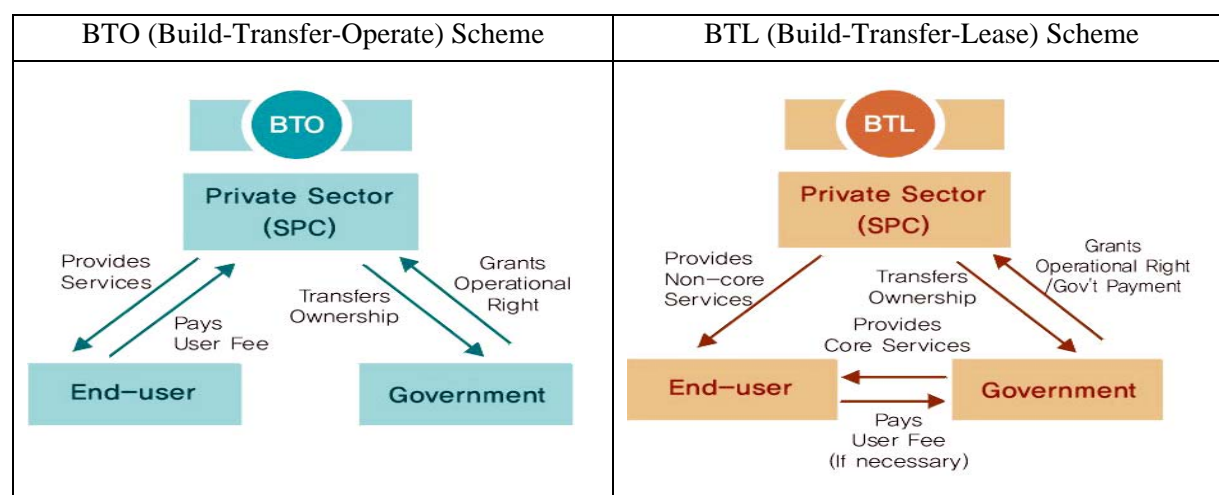 BTO (Build-Transfer-Operate) Scheme
BTO
Private Sector
(SPC)
Provides
Services
Pays
User Fee
Transfers
Ownership
Grants
Operational
Right
End-user
Government
BTL (Build-Transfer-Lease) Scheme
BTL
Private Sector
(SPC)
Provides
Non-core
Services
Transfers
Ownership
Grants
Operational Right
/Gov't Payment
Provides
Core Services
End-user
Government
Pays
User Fee
(If necessary)